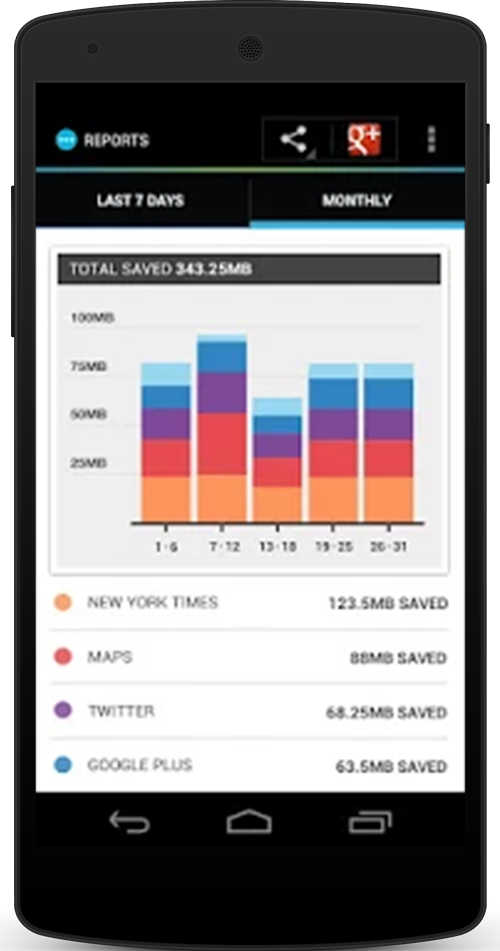 REPORTS
g+
LAST 7 DAYS MONTHLY
TOTAL SAVED 343.25MB
100MB
75MB
50MB
25MB
1-6 7-12 13-18 19-25 26-31
NEW YORK TIMES 123.5MB SAVED
MAPS 88MB SAVED
TWITTER 68.25MB SAVED
GOOGLE PLUS 63.5MB SAVED